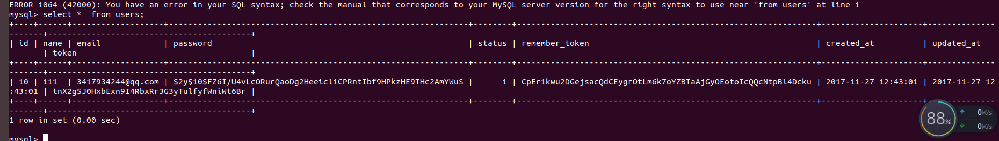 ERROR 1064 (42000): You have an error in your SQL syntax; check the manual that corresponds to your MySQL server version for the right syntax to use near 'from users' at line 1
mysql> select *  from users;
+----+------+--------------------+--------------------------------------------------------------+--------+--------------------------------------------------------------+---------------------+--------------
-------+------------------------------------------+
| id | name | email              | password                                                     | status | remember_token                                               | created_at          | updated_at
       | token                                    |
+----+------+--------------------+--------------------------------------------------------------+--------+--------------------------------------------------------------+---------------------+--------------
-------+------------------------------------------+
| 10 | 111  | 3417934244@qq.com | $2y$10$FZ6I/U4vLcORurQaoDg2Heeicl1CPRntIbf9HPkzHE9THc2AmYWuS |      1 | CpEr1kwu2DGejsacQdCEygrOtLm6k7oYZBTaAjGyOEotoIcQQcNtpBl4Dcku | 2017-11-27 12:43:01 | 2017-11-27 12
:43:01 | tnX2gSJ0HxbExn9I4RbxRr3G3yTulfyfWniWt6Br |
+----+------+--------------------+--------------------------------------------------------------+--------+--------------------------------------------------------------+---------------------+--------------
-------+------------------------------------------+
1 row in set (0.00 sec)
mysql>
88%
0K/s
0K/s